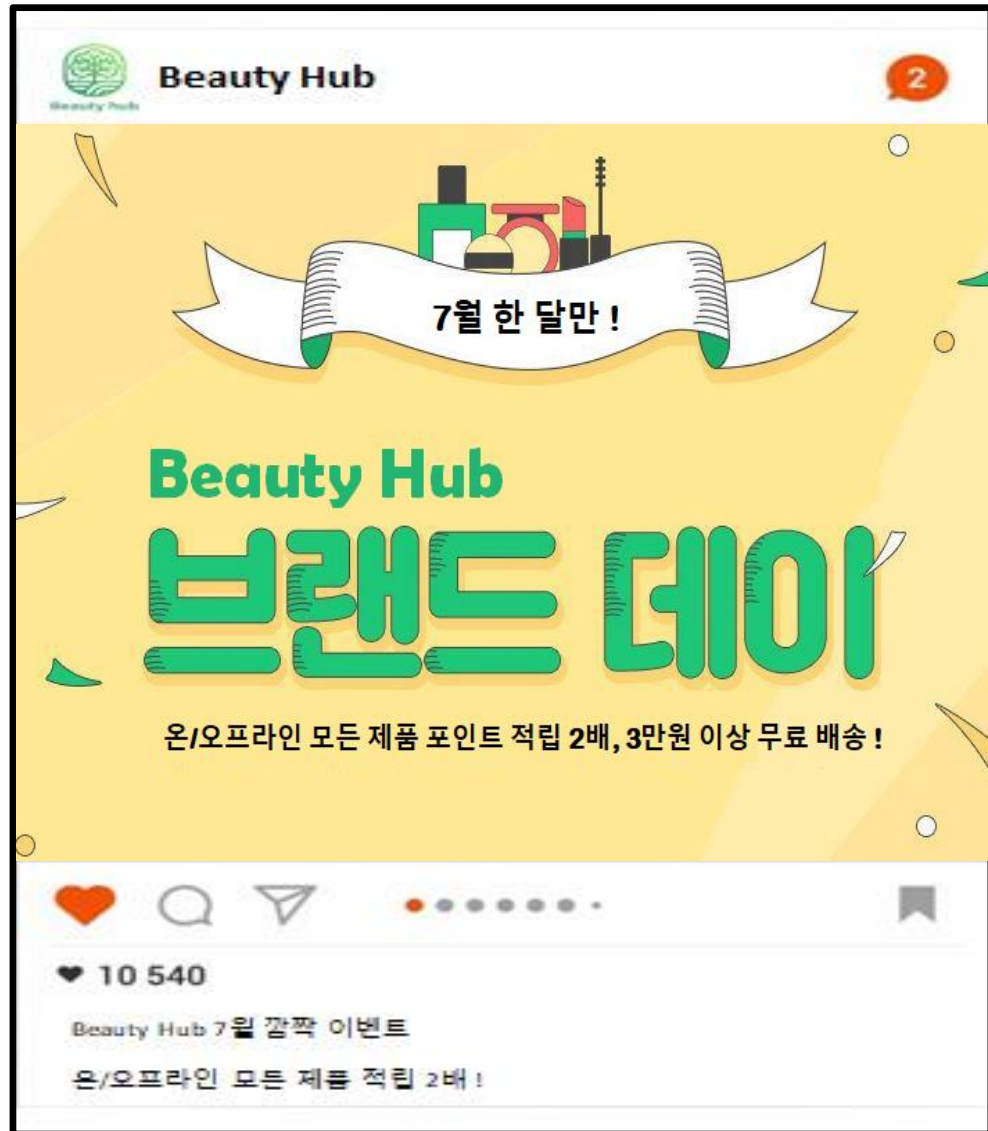 Beauty hub
Beauty Hub
2
7월 한 달만 !
Beauty Hub
브랜드 데이
온/오프라인 모든 제품 포인트 적립 2배, 3만원 이상 무료 배송 !
10 540
Beauty Hub 7월 깜짝 이벤트
온/오프라인 모든 제품 적립 2배 !